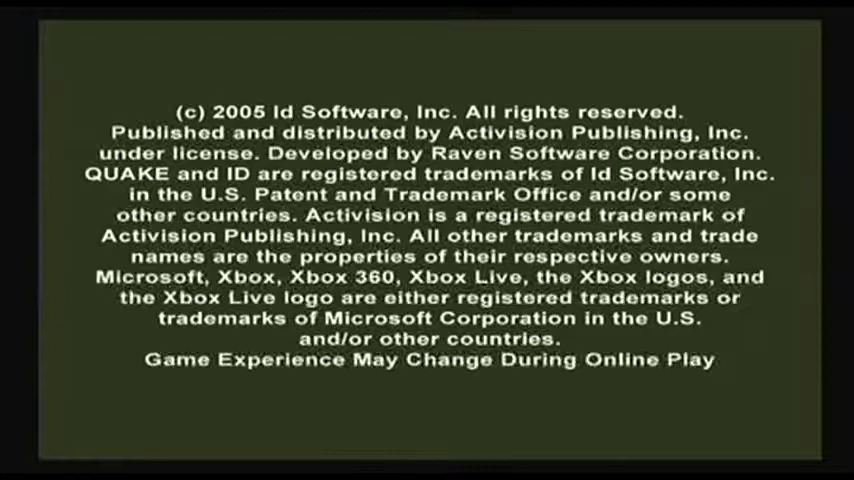 (c) 2005 Id Software, Inc. All rights reserved.
Published and distributed by Activision Publishing, Inc.
under license. Developed by Raven Software Corporation.
QUAKE and ID are registered trademarks of Id Software, Inc.
in the U.S. Patent and Trademark Office and/or some
other countries. Activision is a registered trademark of
Activision Publishing, Inc. All other trademarks and trade
names are the properties of their respective owners.
Microsoft, Xbox, Xbox 360, Xbox Live, the Xbox logos, and
the Xbox Live logo are either registered trademarks or
trademarks of Microsoft Corporation in the U.S.
and/or other countries.
Game Experience May Change During Online Play